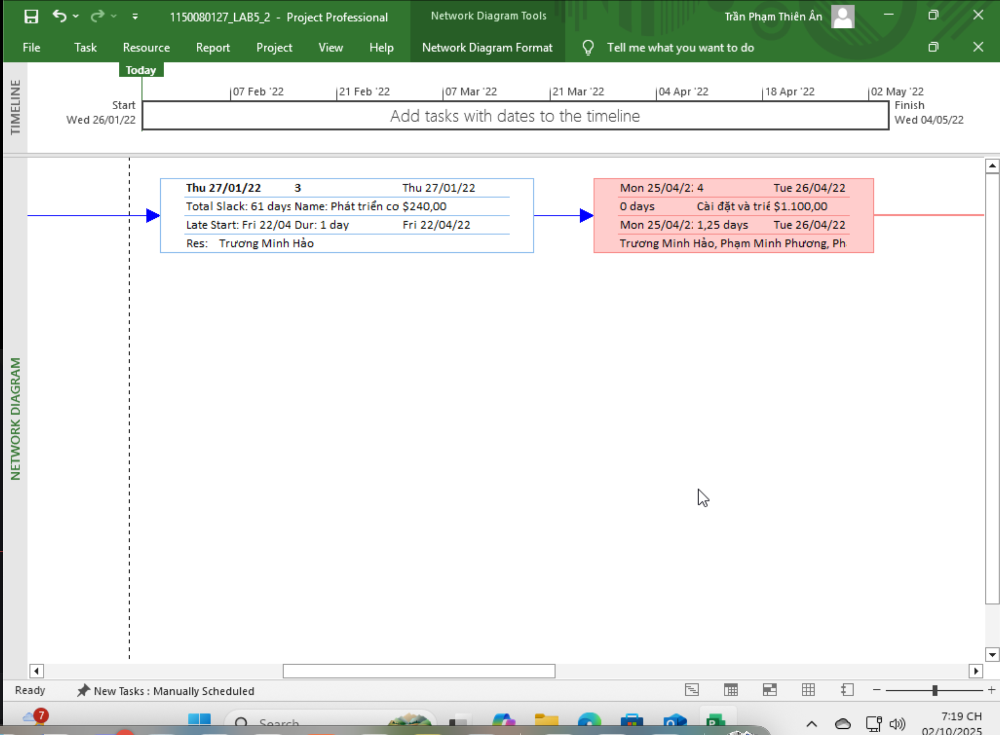 1150080127_LAB5_2 - Project Professional
Network Diagram Tools
Trần Phạm Thiên Ân
File Task Resource Report Project View Help Network Diagram Format Tell me what you want to do
TIMELINE
Today
07 Feb '22 21 Feb '22 07 Mar '22 21 Mar '22 04 Apr '22 18 Apr '22 02 May '22
Start
Wed 26/01/22
Add tasks with dates to the timeline
Finish
Wed 04/05/22
NETWORK DIAGRAM
Thu 27/01/22 3 Thu 27/01/22
Total Slack: 61 days Name: Phát triển co $240,00
Late Start: Fri 22/04 Dur: 1 day Fri 22/04/22
Res: Trương Minh Hảo
Mon 25/04/2 4 Tue 26/04/22
0 days Cài đặt và triể $1.100,00
Mon 25/04/2 1,25 days Tue 26/04/22
Trương Minh Hảo, Phạm Minh Phương, Ph
Ready New Tasks : Manually Scheduled
7
Search
7:19 CH
02/10/2025